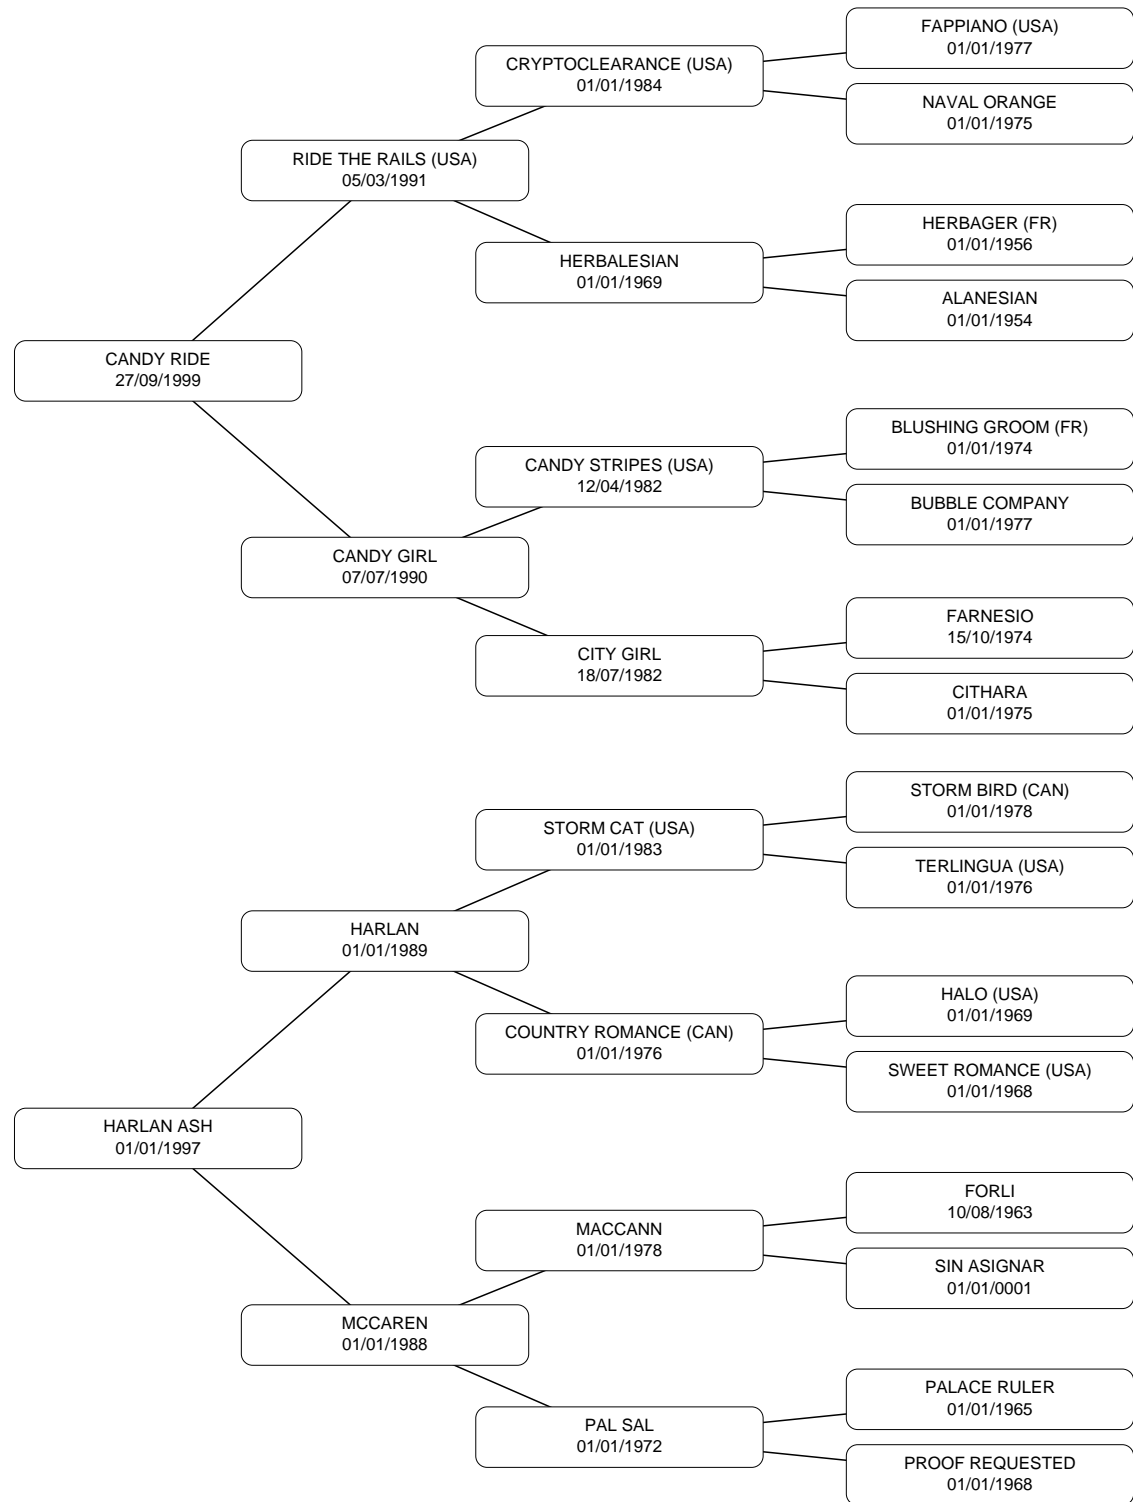 FAPPIANO (USA)
01/01/1977
CRYPTOCLEARANCE (USA)
01/01/1984
NAVAL ORANGE
01/01/1975
RIDE THE RAILS (USA)
05/03/1991
HERBAGER (FR)
01/01/1956
HERBALESIAN
01/01/1969
ALANESIAN
01/01/1954
CANDY RIDE
27/09/1999
BLUSHING GROOM (FR)
01/01/1974
CANDY STRIPES (USA)
12/04/1982
BUBBLE COMPANY
01/01/1977
CANDY GIRL
07/07/1990
FARNESIO
15/10/1974
CITY GIRL
18/07/1982
CITHARA
01/01/1975
STORM BIRD (CAN)
01/01/1978
STORM CAT (USA)
01/01/1983
TERLINGUA (USA)
01/01/1976
HARLAN
01/01/1989
HALO (USA)
01/01/1969
COUNTRY ROMANCE (CAN)
01/01/1976
SWEET ROMANCE (USA)
01/01/1968
HARLAN ASH
01/01/1997
FORLI
10/08/1963
MACCANN
01/01/1978
SIN ASIGNAR
01/01/0001
MCCAREN
01/01/1988
PALACE RULER
01/01/1965
PAL SAL
01/01/1972
PROOF REQUESTED
01/01/1968